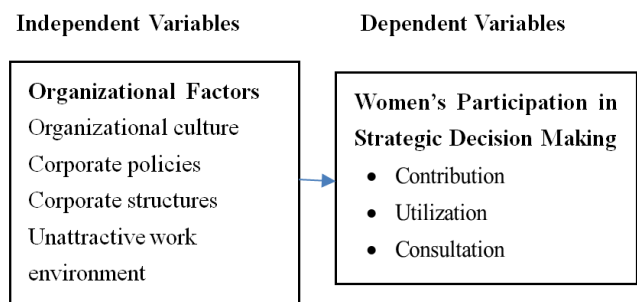 Independent Variables
Dependent Variables
Organizational Factors
Organizational culture
Corporate policies
Corporate structures
Unattractive work
environment
Women's Participation in
Strategic Decision Making
• Contribution
• Utilization
• Consultation